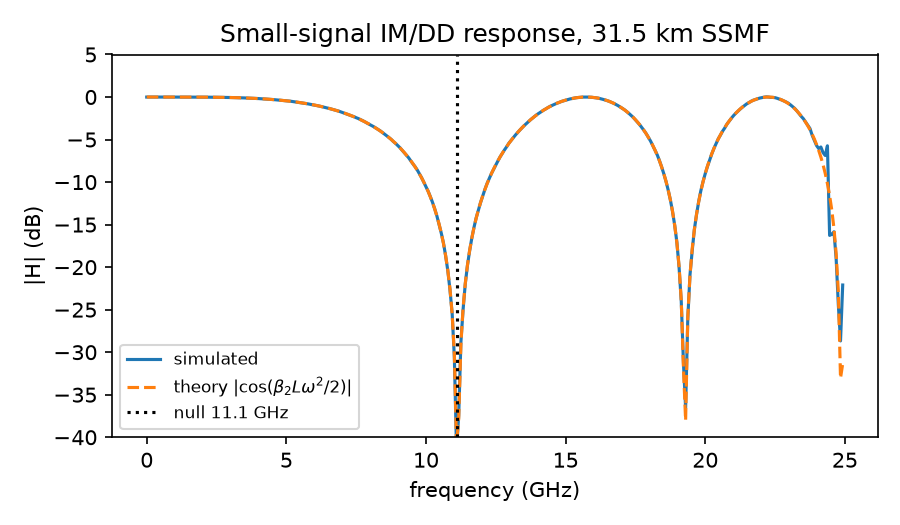 Small-signal IM/DD response, 31.5 km SSMF
|H| (dB)
5
0
−5
−10
−15
−20
−25
−30
−35
−40
simulated
theory |cos(β₂Lω²/2)|
null 11.1 GHz
0 5 10 15 20 25
frequency (GHz)